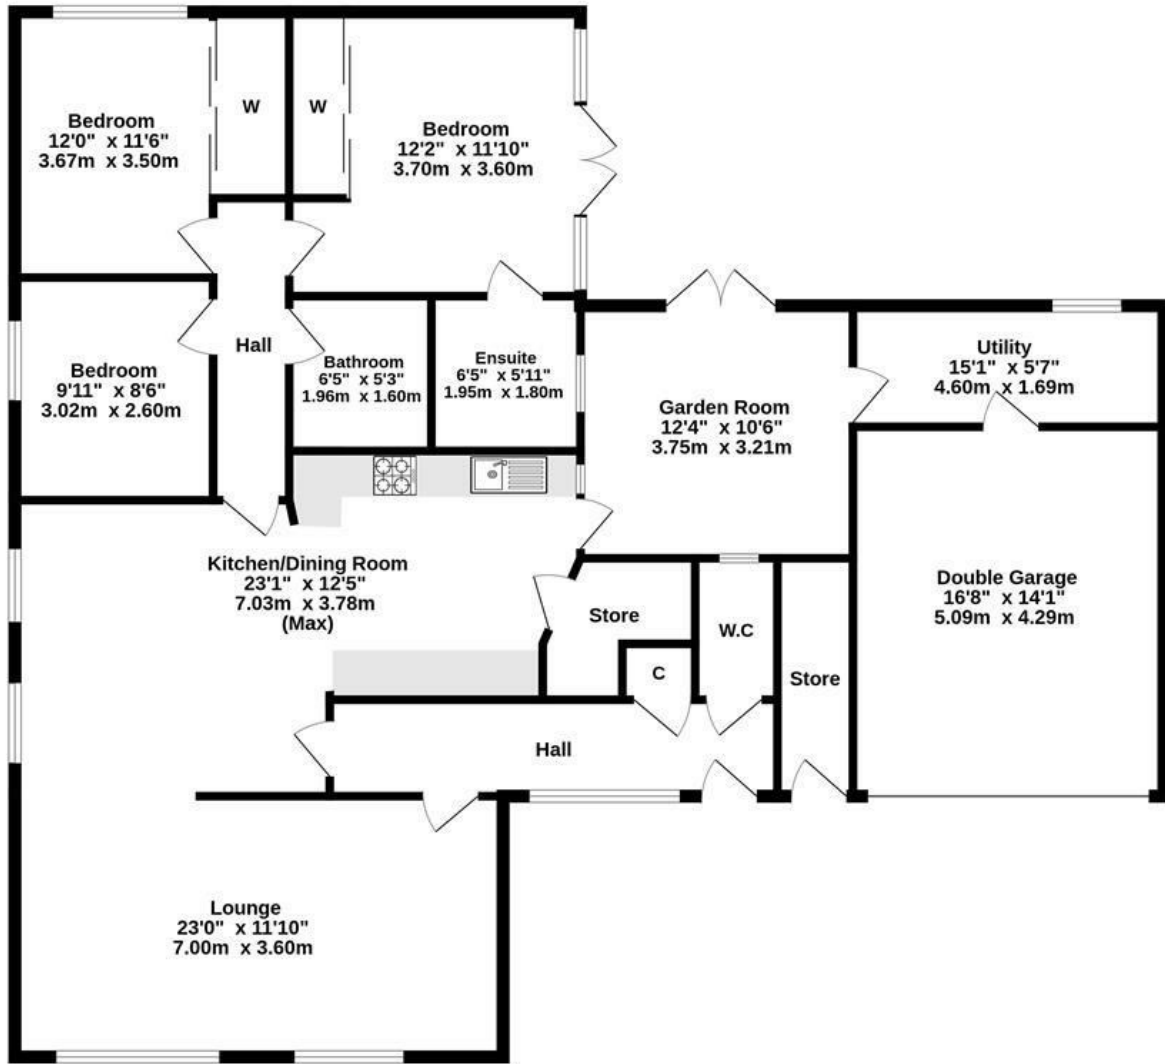 Bedroom
12'0" x 11'6"
3.67m x 3.50m
W
W
Bedroom
12'2" x 11'10"
3.70m x 3.60m
Bedroom
9'11" x 8'6"
3.02m x 2.60m
Hall
Bathroom
6'5" x 5'3"
1.96m x 1.60m
Ensuite
6'5" x 5'11"
1.95m x 1.80m
Garden Room
12'4" x 10'6"
3.75m x 3.21m
Utility
15'1" x 5'7"
4.60m x 1.69m
Kitchen/Dining Room
23'1" x 12'5"
7.03m x 3.78m
(Max)
Store
W.C
C
Store
Double Garage
16'8" x 14'1"
5.09m x 4.29m
Hall
Lounge
23'0" x 11'10"
7.00m x 3.60m